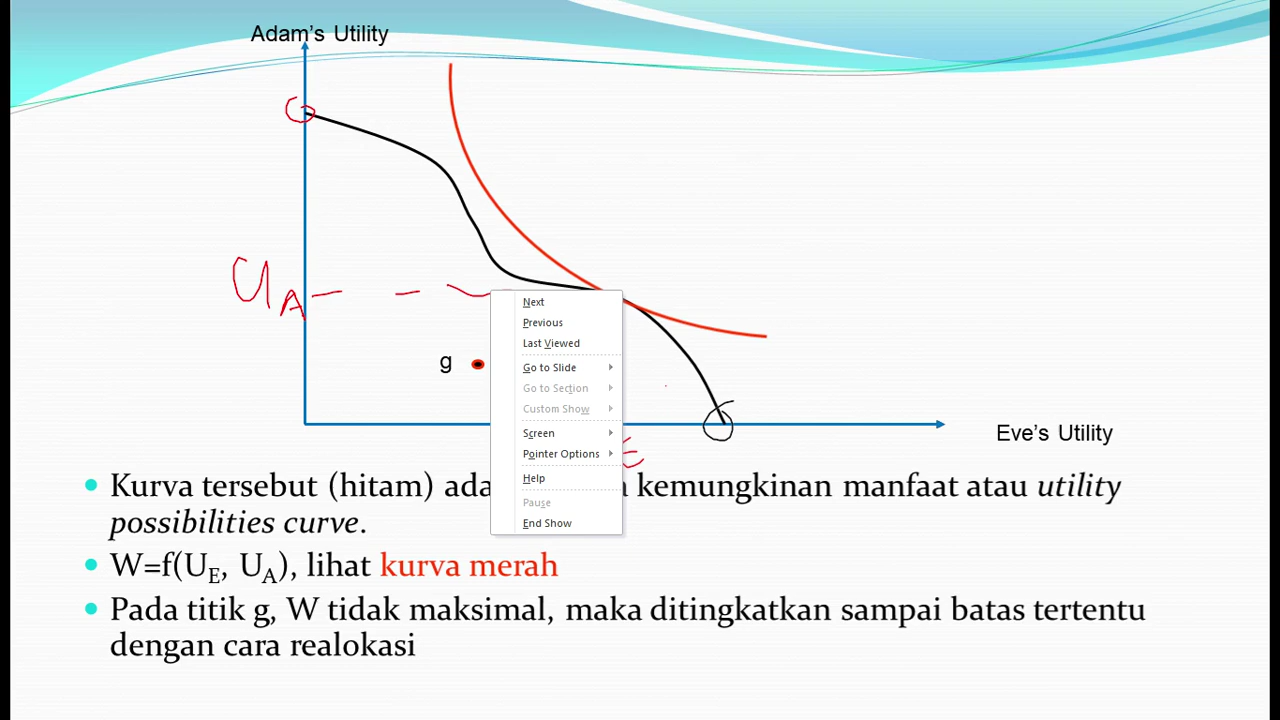 Adam's Utility
U A
Next
Previous
Last Viewed
Go to Slide
Go to Section
Custom Show
Screen
Pointer Options
Help
Pause
End Show
g
E
Eve's Utility
• Kurva tersebut (hitam) ada kemungkinan manfaat atau utility
possibilities curve.
• W=f(UE, UA), lihat kurva merah
• Pada titik g, W tidak maksimal, maka ditingkatkan sampai batas tertentu
dengan cara realokasi